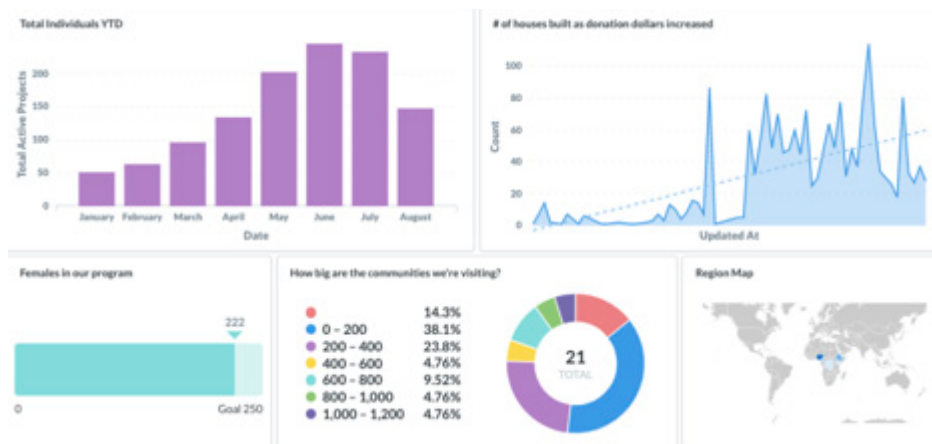 Total Individuals YTD
Total Active Projects
200
150
100
50
0
January February March April May June July August
Date
# of houses built as donation dollars increased
Count
100
80
60
40
20
0
Updated At
Females in our program
222
0
Goal 250
How big are the communities we're visiting?
14.3%
0 – 200 38.1%
200 – 400 23.8%
400 – 600 4.76%
600 – 800 9.52%
800 – 1,000 4.76%
1,000 – 1,200 4.76%
21
TOTAL
Region Map